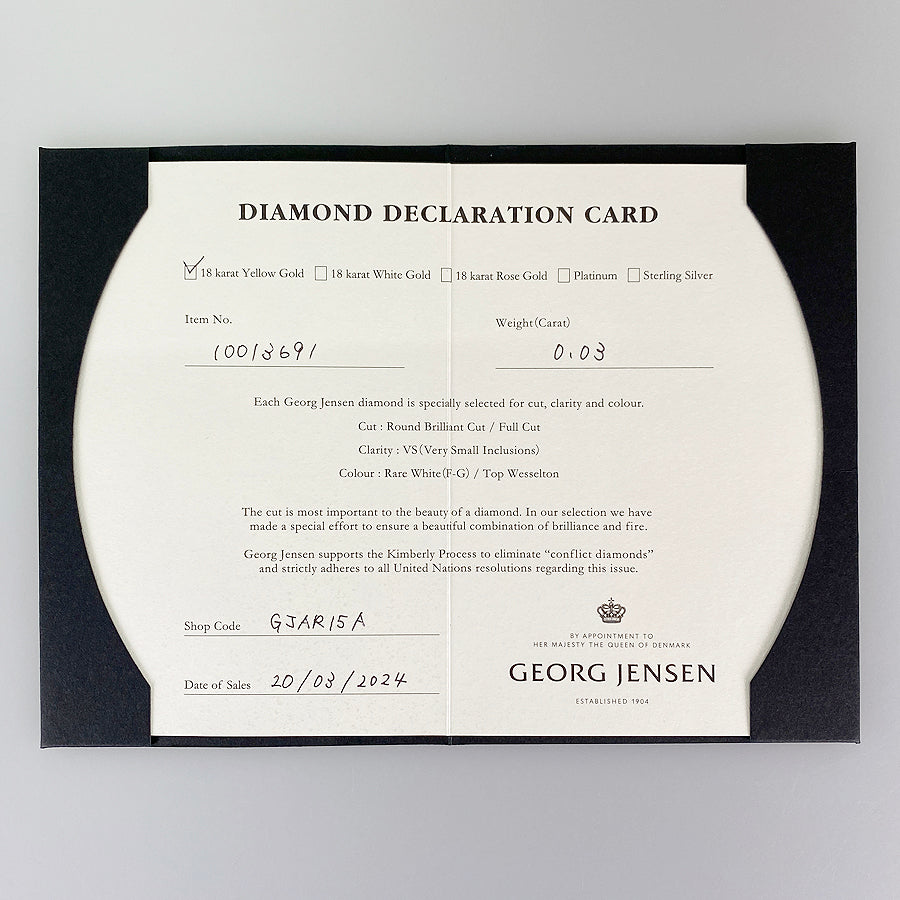 DIAMOND DECLARATION CARD
18 karat Yellow Gold 18 karat White Gold 18 karat Rose Gold Platinum Sterling Silver
Item No. Weight(Carat)
10013691 0.03
Each Georg Jensen diamond is specially selected for cut, clarity and colour.
Cut : Round Brilliant Cut / Full Cut
Clarity : VS(Very Small Inclusions)
Colour : Rare White(F-G) / Top Wesselton
The cut is most important to the beauty of a diamond. In our selection we have
made a special effort to ensure a beautiful combination of brilliance and fire.
Georg Jensen supports the Kimberly Process to eliminate “conflict diamonds”
and strictly adheres to all United Nations resolutions regarding this issue.
Shop Code GJAR15A
Date of Sales 20/03/2024
BY APPOINTMENT TO
HER MAJESTY THE QUEEN OF DENMARK
GEORG JENSEN
ESTABLISHED 1904